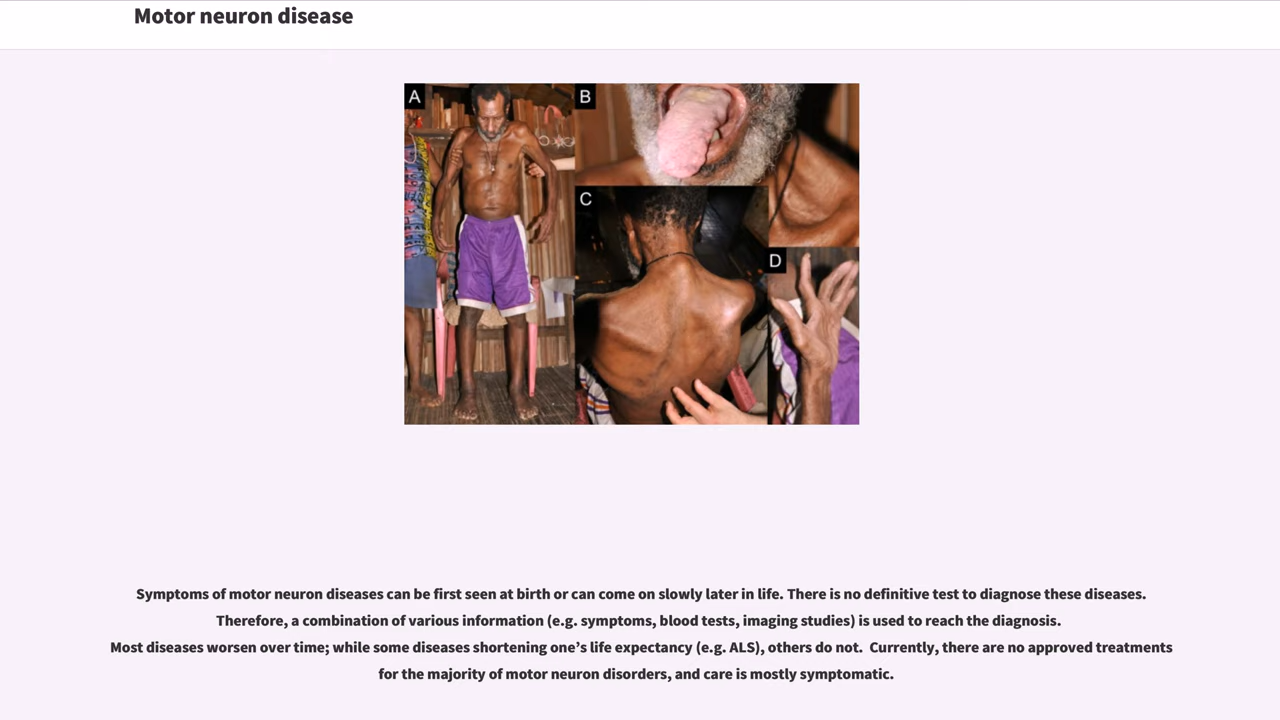 Motor neuron disease
A
B
C
D
Symptoms of motor neuron diseases can be first seen at birth or can come on slowly later in life. There is no definitive test to diagnose these diseases.
Therefore, a combination of various information (e.g. symptoms, blood tests, imaging studies) is used to reach the diagnosis.
Most diseases worsen over time; while some diseases shortening one’s life expectancy (e.g. ALS), others do not.  Currently, there are no approved treatments
for the majority of motor neuron disorders, and care is mostly symptomatic.